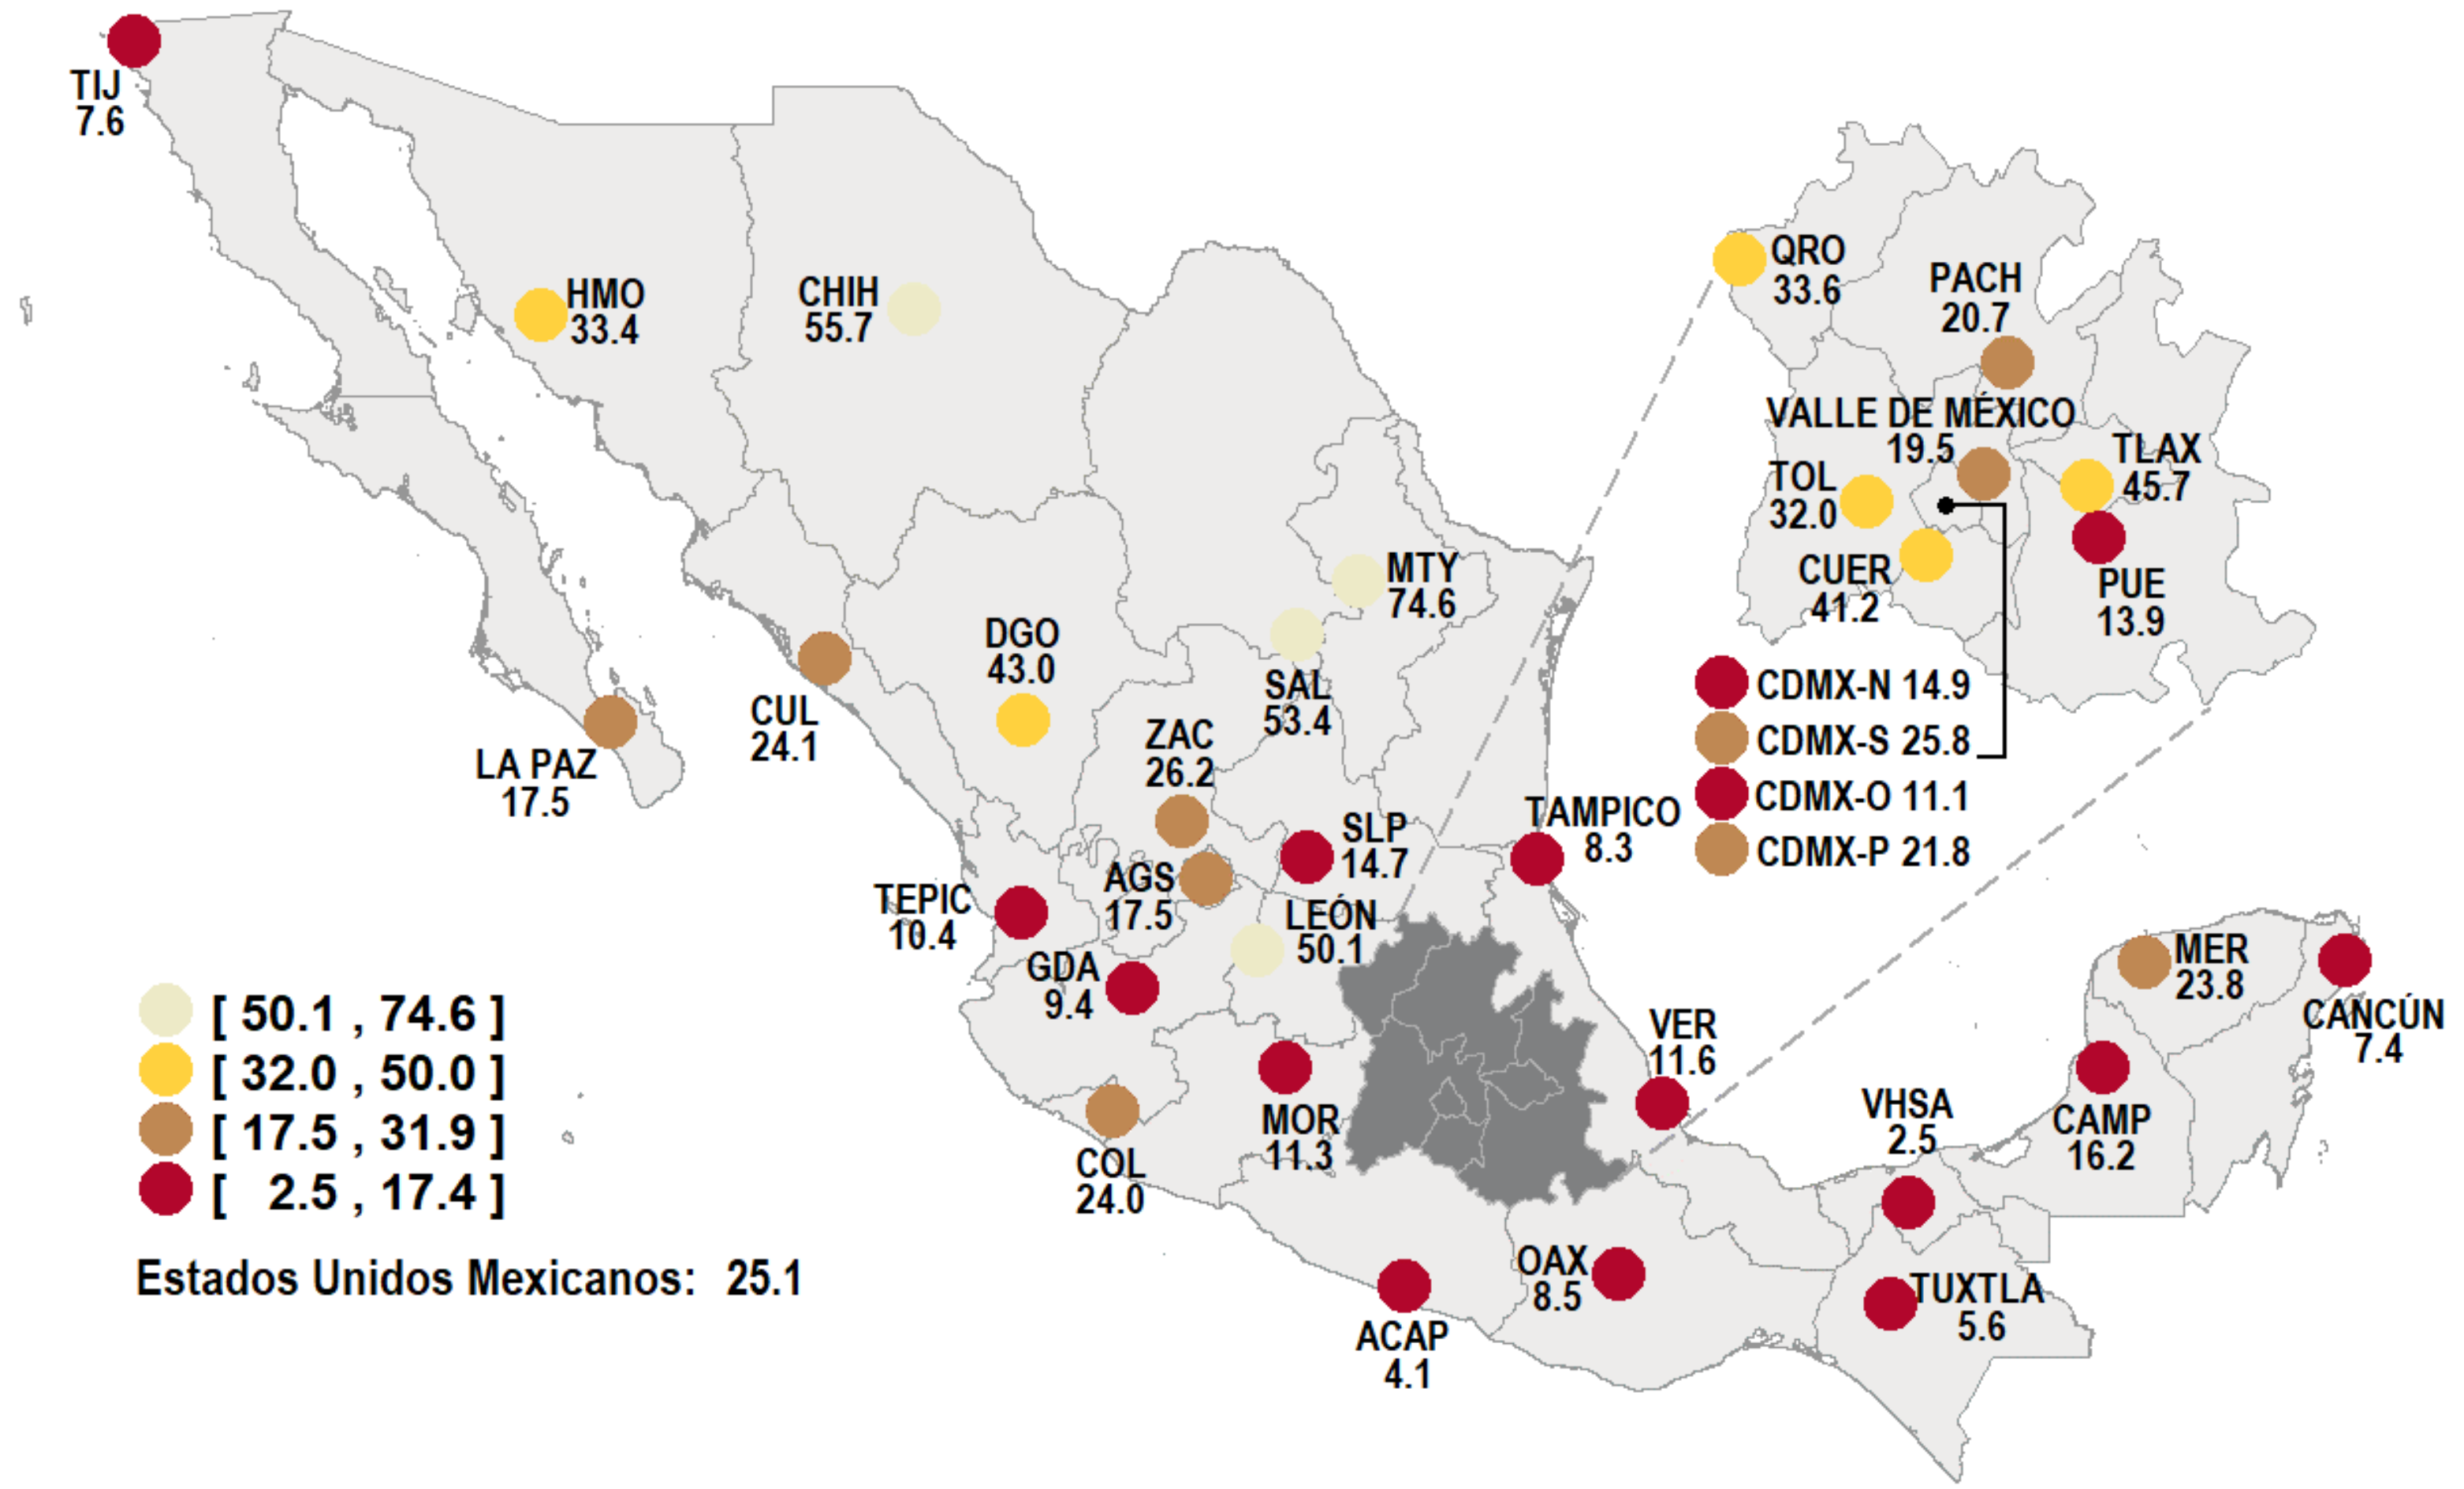 TIJ
7.6
HMO
33.4
CHIH
55.7
QRO
33.6
PACH
20.7
VALLE DE MÉXICO
19.5
TOL
32.0
TLAX
45.7
CUER
41.2
PUE
13.9
MTY
74.6
SAL
53.4
DGO
43.0
CUL
24.1
LA PAZ
17.5
ZAC
26.2
CDMX-N 14.9
CDMX-S 25.8
CDMX-O 11.1
CDMX-P 21.8
TAMPICO
8.3
SLP
14.7
AGS
17.5
LEÓN
50.1
TEPIC
10.4
GDA
9.4
MER
23.8
CANCÚN
7.4
VER
11.6
VHSA
2.5
CAMP
16.2
MOR
11.3
COL
24.0
OAX
8.5
TUXTLA
5.6
ACAP
4.1
[ 50.1 , 74.6 ]
[ 32.0 , 50.0 ]
[ 17.5 , 31.9 ]
[ 2.5 , 17.4 ]
Estados Unidos Mexicanos: 25.1